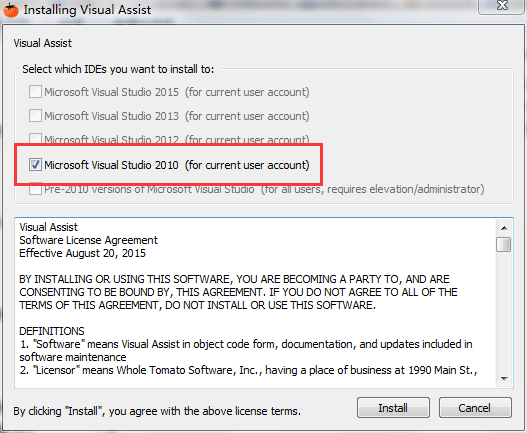 Installing Visual Assist
Visual Assist
Select which IDEs you want to install to:
Microsoft Visual Studio 2015 (for current user account)
Microsoft Visual Studio 2013 (for current user account)
Microsoft Visual Studio 2012 (for current user account)
Microsoft Visual Studio 2010 (for current user account)
Pre-2010 versions of Microsoft Visual Studio (for all users, requires elevation/administrator)
Visual Assist
Software License Agreement
Effective August 20, 2015
BY INSTALLING OR USING THIS SOFTWARE, YOU ARE BECOMING A PARTY TO, AND ARE
CONSENTING TO BE BOUND BY, THIS AGREEMENT. IF YOU DO NOT AGREE TO ALL OF THE
TERMS OF THIS AGREEMENT, DO NOT INSTALL OR USE THIS SOFTWARE.
DEFINITIONS
1. "Software" means Visual Assist in object code form, documentation, and updates included in
software maintenance
2. "Licensor" means Whole Tomato Software, Inc., having a place of business at 1990 Main St.,
By clicking "Install", you agree with the above license terms.
Install
Cancel